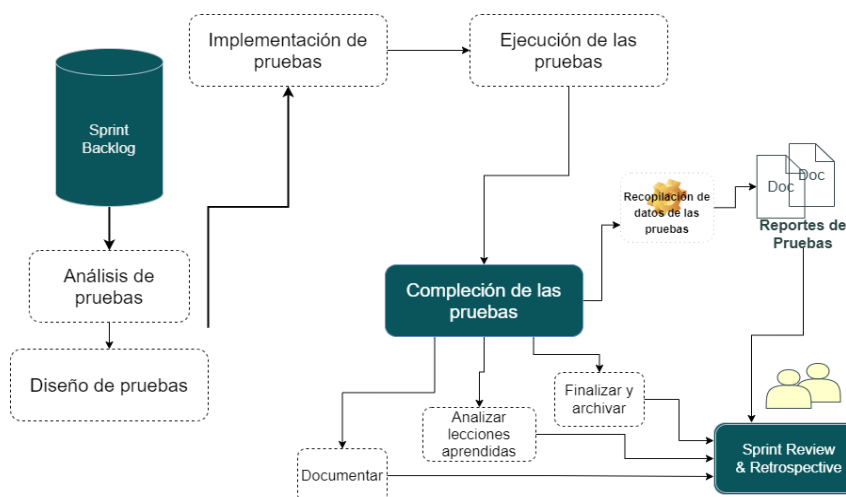 Implementación de
pruebas
Ejecución de las
pruebas
Sprint
Backlog
Recopilación de
datos de las
pruebas
Doc
Doc
Reportes de
Pruebas
Análisis de
pruebas
Compleción de las
pruebas
Diseño de pruebas
Finalizar y
archivar
Analizar
lecciones
aprendidas
Documentar
Sprint Review
& Retrospective